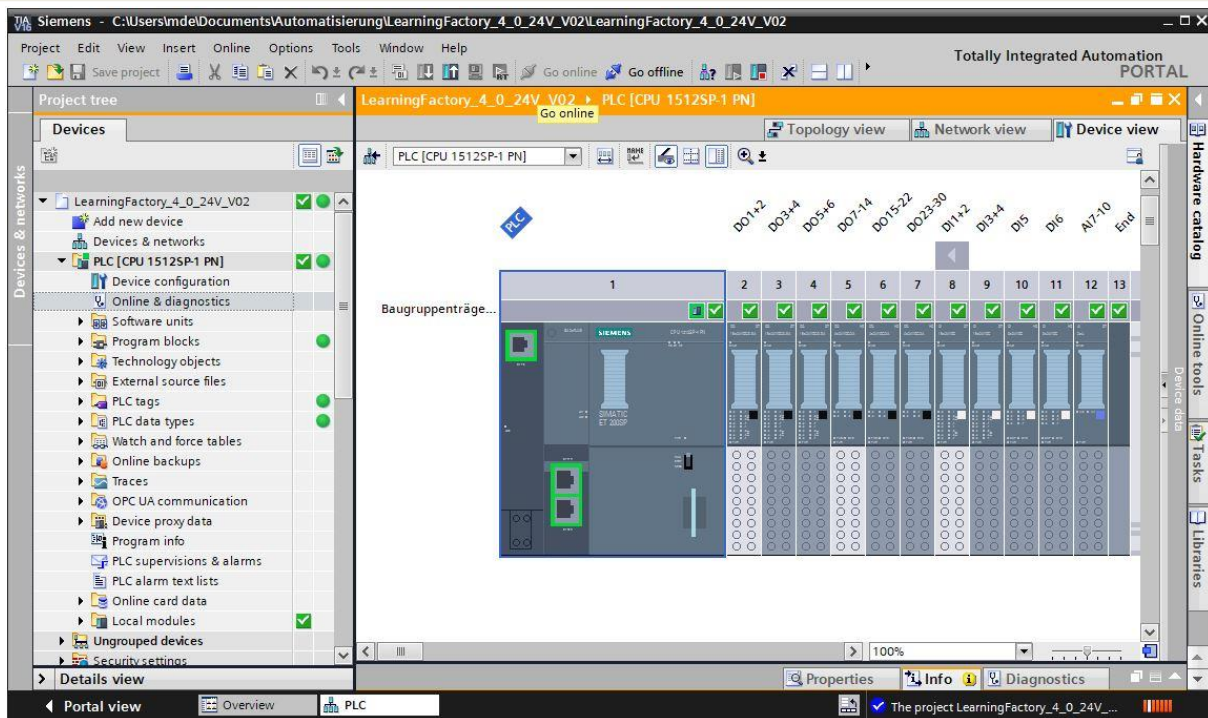 TIA V16 Siemens - C:\Users\mde\Documents\Automatisierung\LearningFactory_4_0_24V_V02\LearningFactory_4_0_24V_V02
Project Edit View Insert Online Options Tools Window Help
Totally Integrated Automation
PORTAL
Save project Go online Go offline
Project tree
LearningFactory_4_0_24V_V02 PLC [CPU 1512SP-1 PN]
Go online
Devices
Topology view Network view Device view
PLC [CPU 1512SP-1 PN]
Devices & networks
LearningFactory_4_0_24V_V02
Add new device
Devices & networks
PLC [CPU 1512SP-1 PN]
Device configuration
Online & diagnostics
Software units
Program blocks
Technology objects
External source files
PLC tags
PLC data types
Watch and force tables
Online backups
Traces
OPC UA communication
Device proxy data
Program info
PLC supervisions & alarms
PLC alarm text lists
Online card data
Local modules
Ungrouped devices
Security settings
Details view
PLC DO1+2 DO3+4 DO5+6 DO7-14 DO15-22 DO23-30 DI1+2 DI3+4 DI5 DI6 AI7-10 End
1 2 3 4 5 6 7 8 9 10 11 12 13
Baugruppenträge...
SIEMENS CPU 1512SP-1 PN
SIMATIC
ET 200SP
100%
Device data
Hardware catalog
Online tools
Tasks
Libraries
Properties Info Diagnostics
Portal view Overview PLC The project LearningFactory_4_0_24V_...